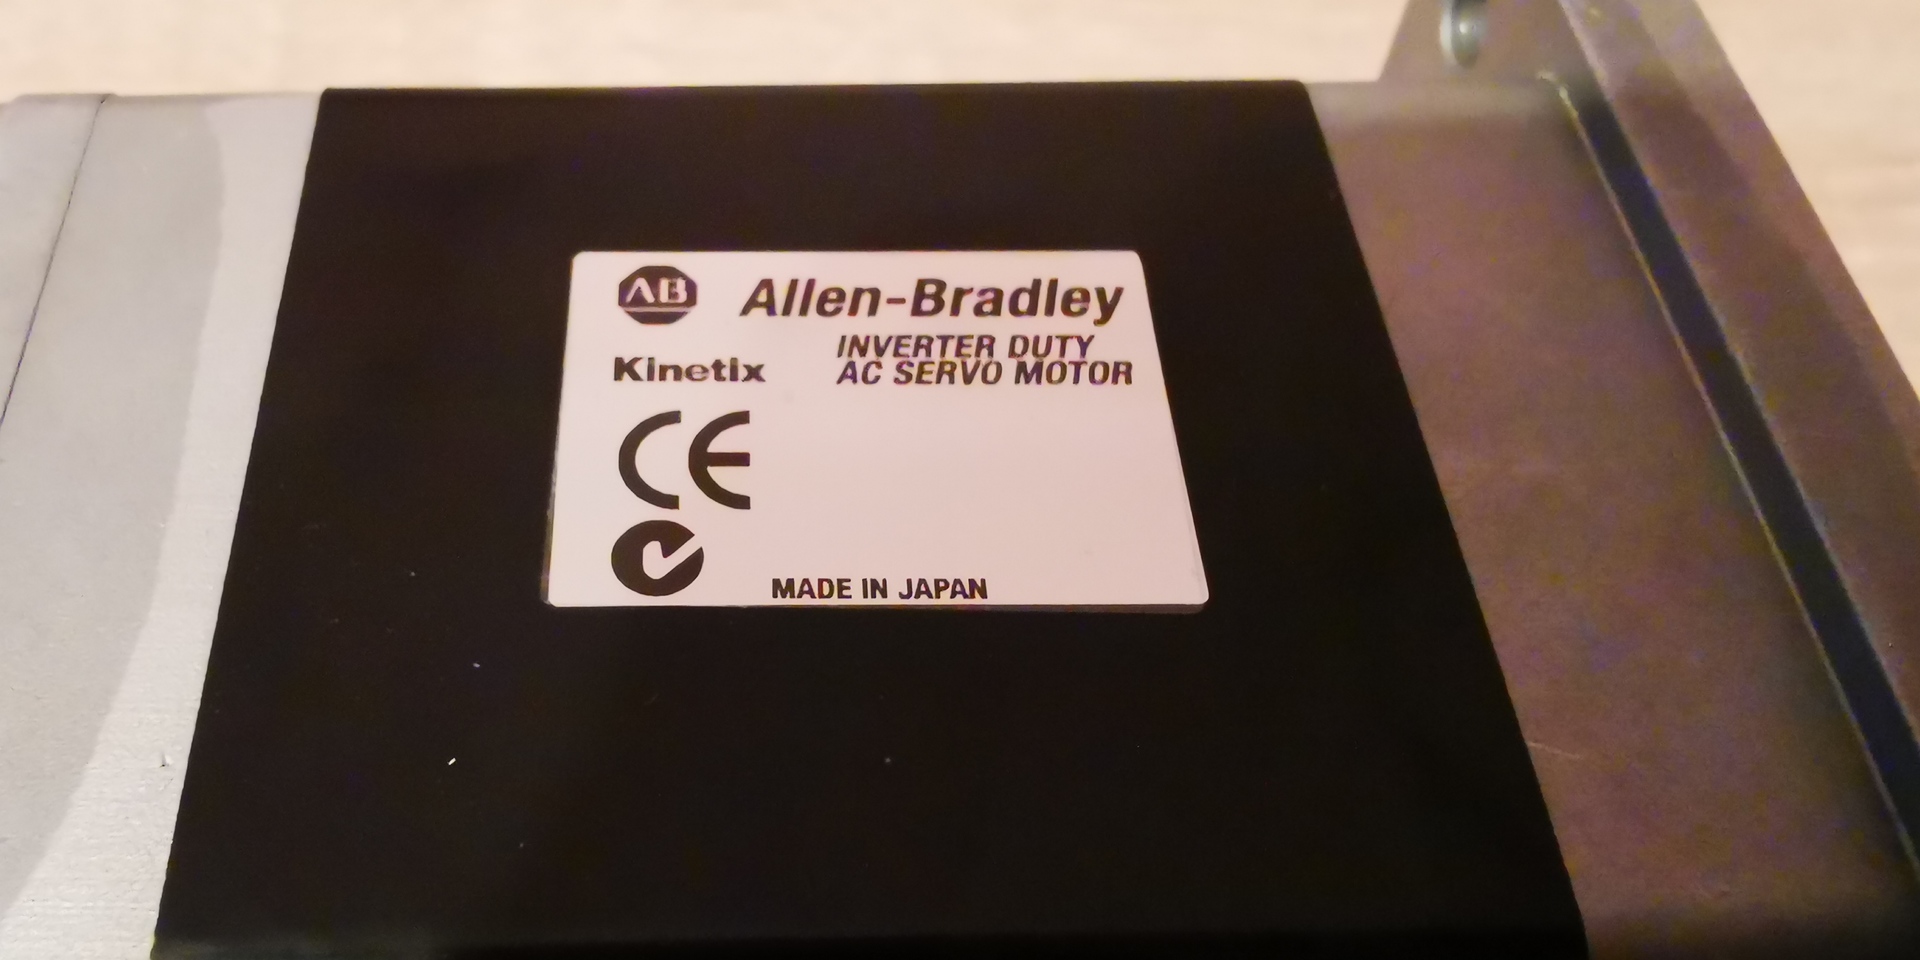 AB Allen-Bradley
INVERTER DUTY
Kinetix AC SERVO MOTOR
CE
MADE IN JAPAN